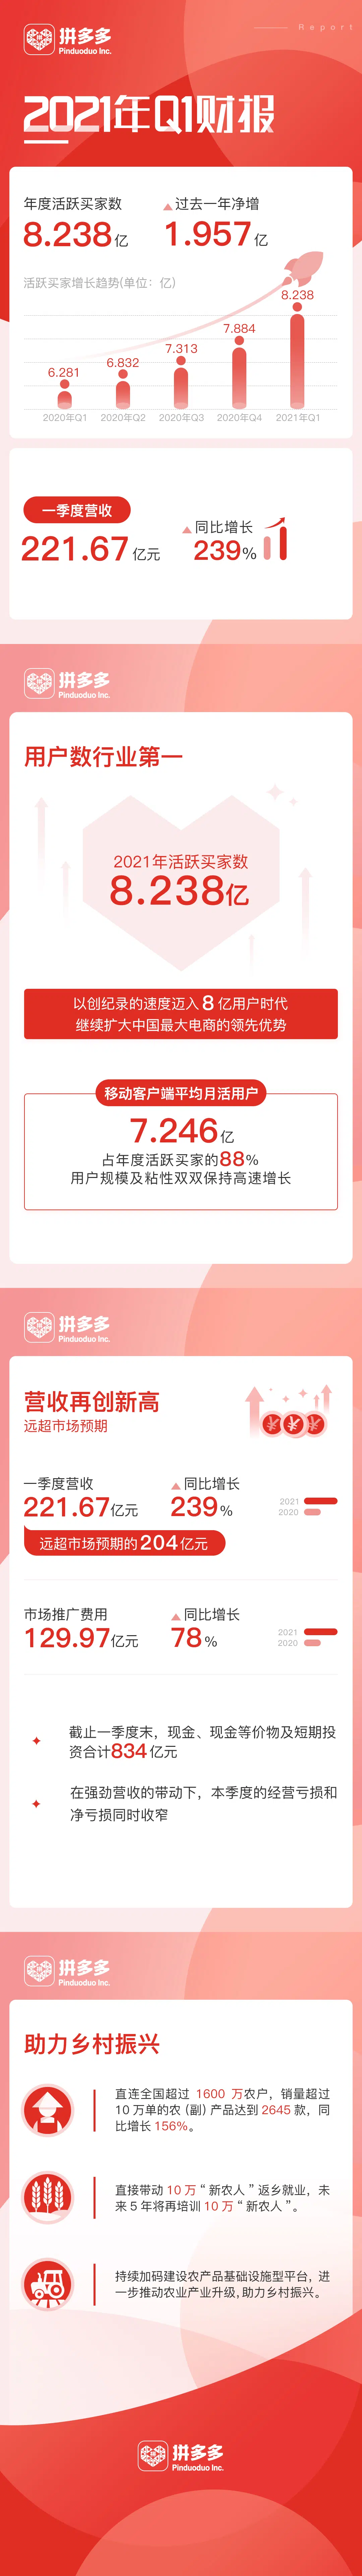 拼多多
Pinduoduo Inc.
Report
2021年Q1财报
年度活跃买家数
8.238亿
过去一年净增
1.957亿
活跃买家增长趋势(单位：亿)
8.238
7.884
7.313
6.832
6.281
2020年Q1 2020年Q2 2020年Q3 2020年Q4 2021年Q1
一季度营收
221.67亿元
同比增长
239%
拼多多
Pinduoduo Inc.
用户数行业第一
2021年活跃买家数
8.238亿
以创纪录的速度迈入 8 亿用户时代
继续扩大中国最大电商的领先优势
移动客户端平均月活用户
7.246亿
占年度活跃买家的88%
用户规模及粘性双双保持高速增长
拼多多
Pinduoduo Inc.
营收再创新高
远超市场预期
一季度营收
221.67亿元
同比增长
239%
2021
2020
远超市场预期的 204亿元
市场推广费用
129.97亿元
同比增长
78%
2021
2020
截止一季度末，现金、现金等价物及短期投
资合计834亿元
在强劲营收的带动下，本季度的经营亏损和
净亏损同时收窄
拼多多
Pinduoduo Inc.
助力乡村振兴
直连全国超过 1600 万农户，销量超过
10 万单的农（副）产品达到 2645 款，同
比增长 156%。
直接带动 10 万“新农人”返乡就业，未
来 5 年将再培训 10 万“新农人”。
持续加码建设农产品基础设施型平台，进
一步推动农业产业升级，助力乡村振兴。
拼多多
Pinduoduo Inc.